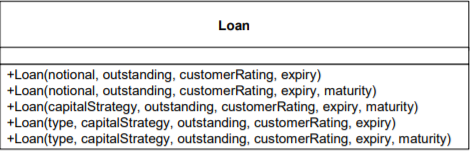 Loan
+Loan(notional, outstanding, customerRating, expiry)
+Loan(notional, outstanding, customerRating, expiry, maturity)
+Loan(capitalStrategy, outstanding, customerRating, expiry, maturity)
+Loan(type, capitalStrategy, outstanding, customerRating, expiry)
+Loan(type, capitalStrategy, outstanding, customerRating, expiry, maturity)